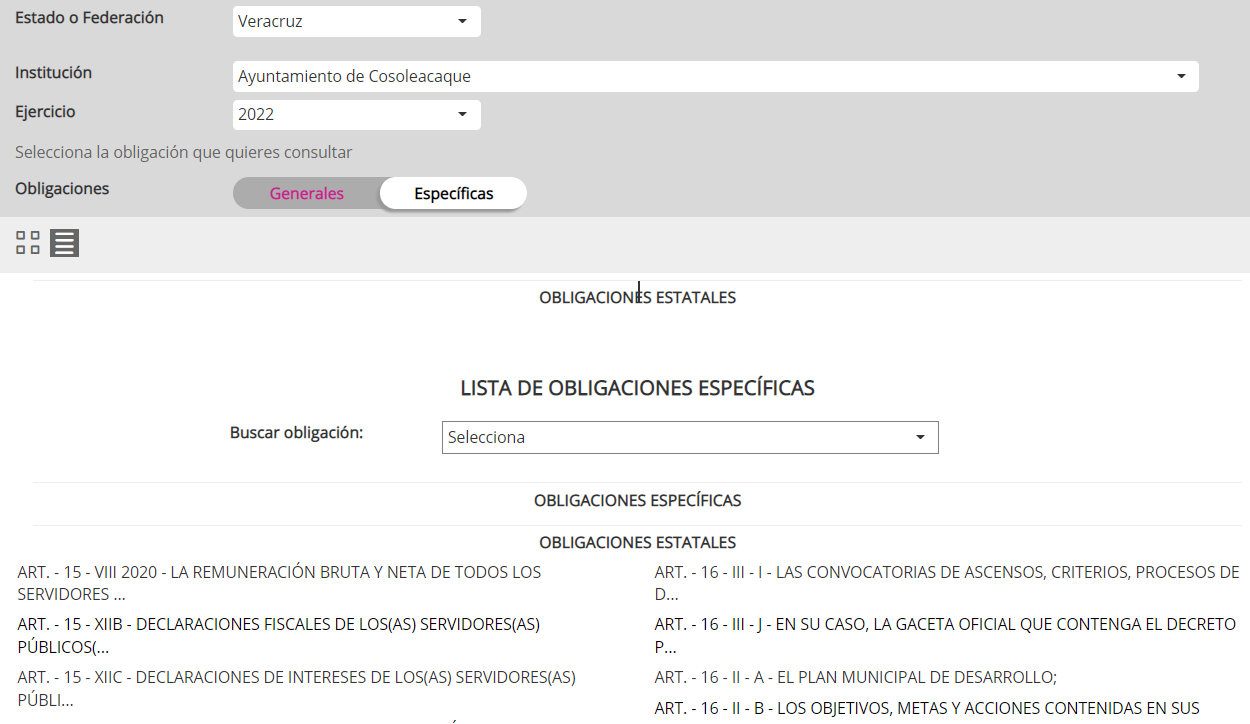 Estado o Federación
Veracruz
Institución
Ayuntamiento de Cosoleacaque
Ejercicio
2022
Selecciona la obligación que quieres consultar
Obligaciones
Generales
Específicas
OBLIGACIONES ESTATALES
LISTA DE OBLIGACIONES ESPECÍFICAS
Buscar obligación:
Selecciona
OBLIGACIONES ESPECÍFICAS
OBLIGACIONES ESTATALES
ART. - 15 - VIII 2020 - LA REMUNERACIÓN BRUTA Y NETA DE TODOS LOS
SERVIDORES ...
ART. - 15 - XIIB - DECLARACIONES FISCALES DE LOS(AS) SERVIDORES(AS)
PÚBLICOS(...
ART. - 15 - XIIC - DECLARACIONES DE INTERESES DE LOS(AS) SERVIDORES(AS)
PÚBLI...
ART. - 16 - III - I - LAS CONVOCATORIAS DE ASCENSOS, CRITERIOS, PROCESOS DE
D...
ART. - 16 - III - J - EN SU CASO, LA GACETA OFICIAL QUE CONTENGA EL DECRETO
P...
ART. - 16 - II - A - EL PLAN MUNICIPAL DE DESARROLLO;
ART. - 16 - II - B - LOS OBJETIVOS, METAS Y ACCIONES CONTENIDAS EN SUS